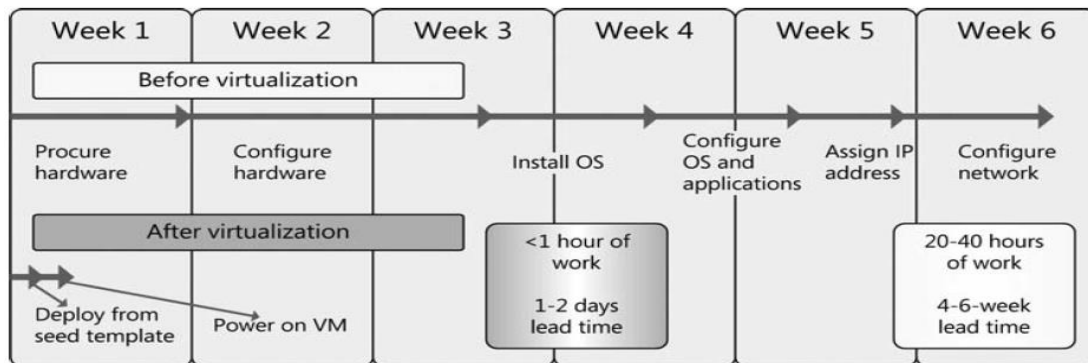 Week 1
Week 2
Week 3
Week 4
Week 5
Week 6
Before virtualization
Procure
hardware
Configure
hardware
Install OS
Configure
OS and
applications
Assign IP
address
Configure
network
After virtualization
<1 hour of
work
1-2 days
lead time
20-40 hours
of work
4-6-week
lead time
Deploy from
seed template
Power on VM